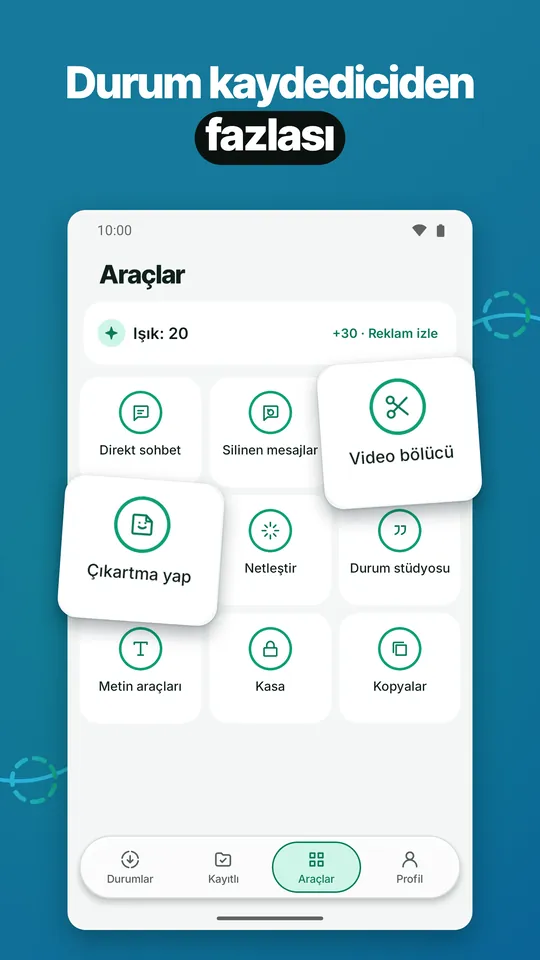 Durum kaydediciden
fazlası
10:00
Araçlar
Işık: 20
+30 · Reklam izle
Direkt sohbet
Silinen mesajlar
Video bölücü
Çıkartma yap
Netleştir
Durum stüdyosu
Metin araçları
Kasa
Kopyalar
Durumlar
Kayıtlı
Araçlar
Profil